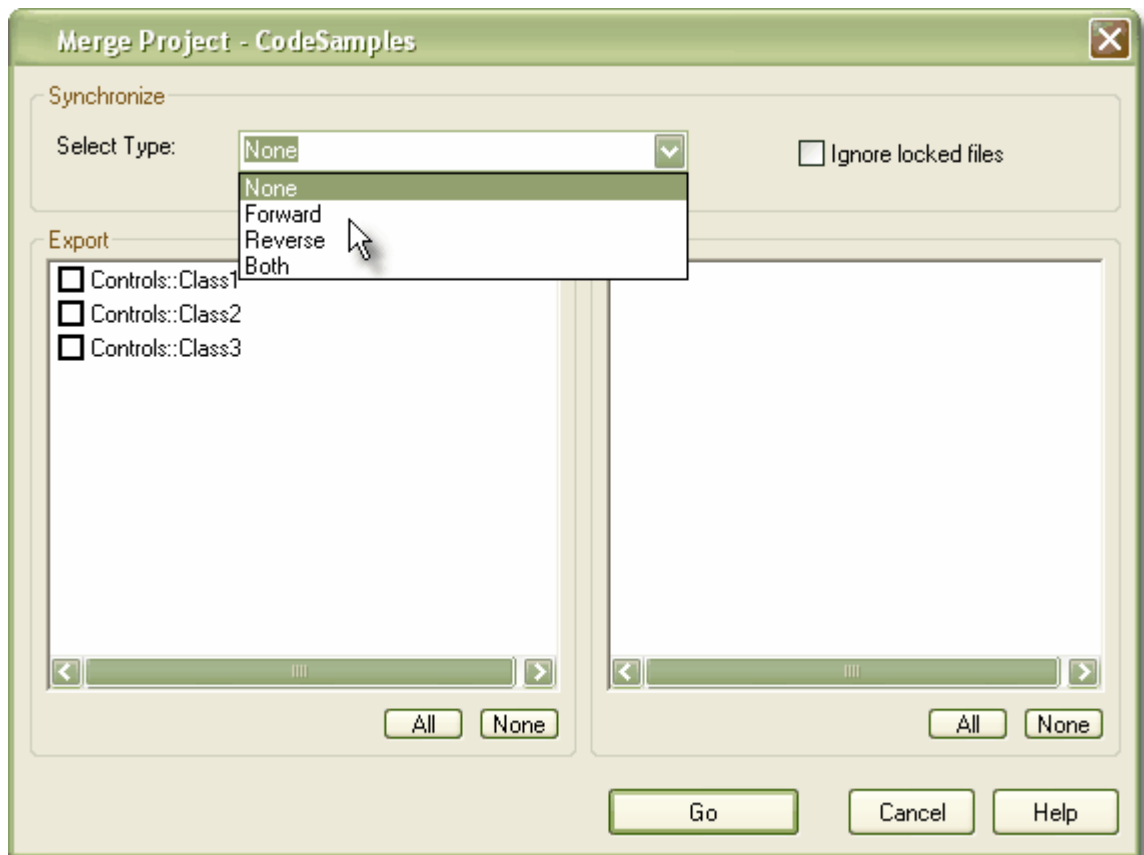 Merge Project - CodeSamples
Synchronize
Select Type:
None
Ignore locked files
None
Forward
Reverse
Both
Export
Controls::Class1
Controls::Class2
Controls::Class3
All
None
All
None
Go
Cancel
Help